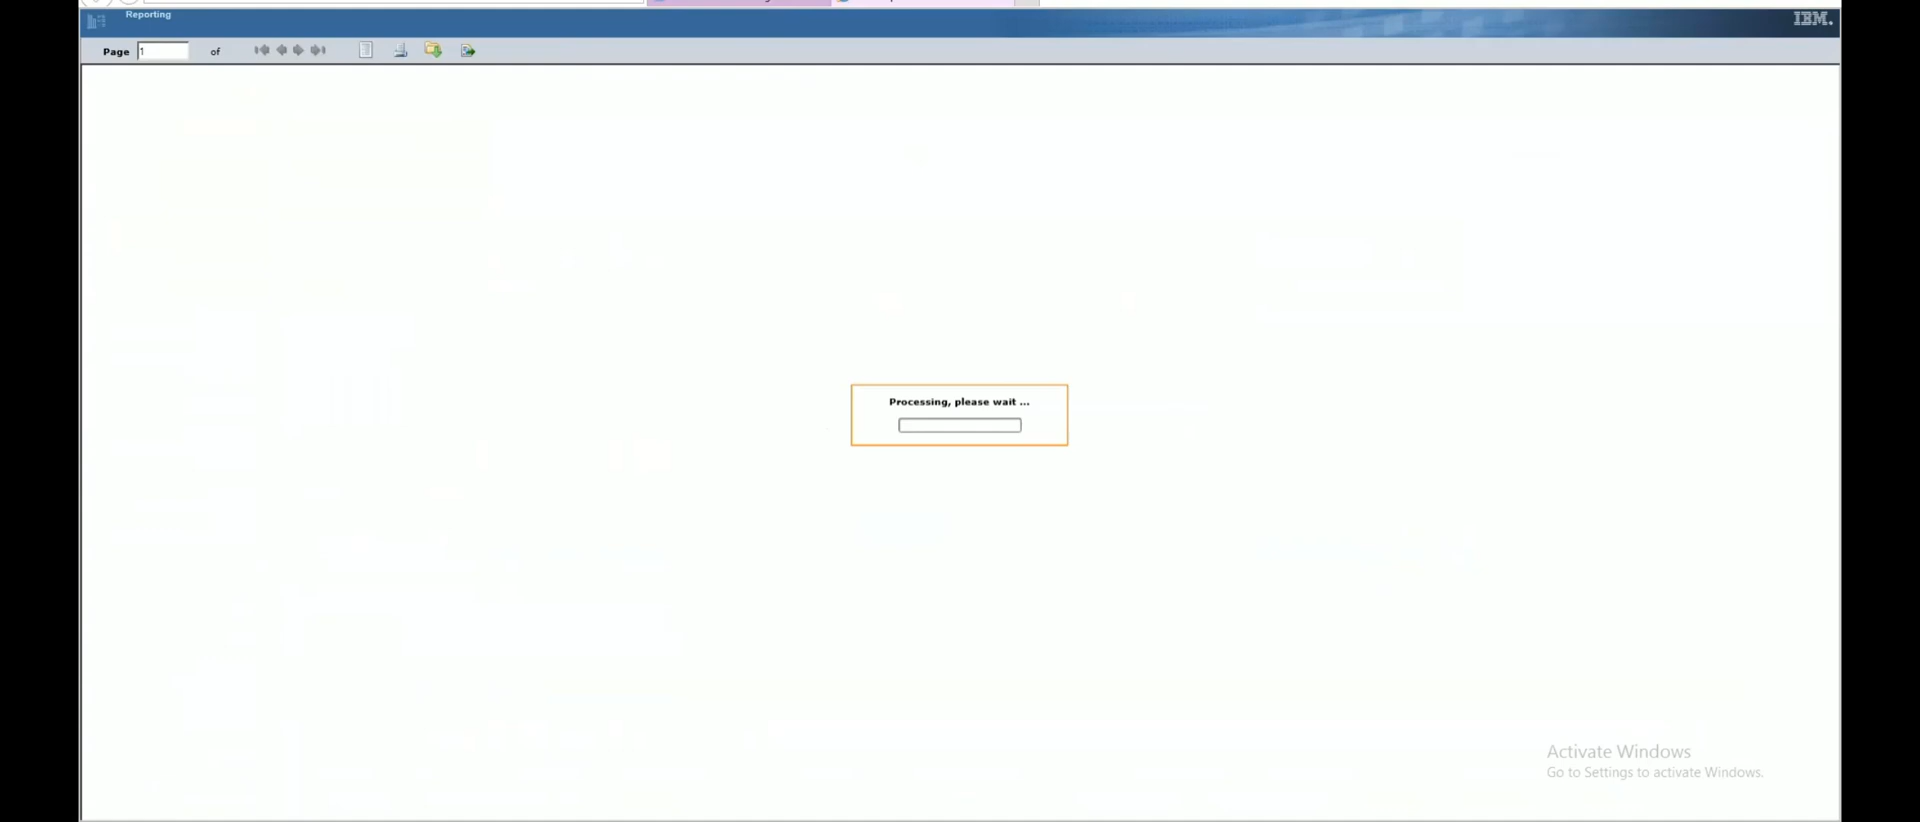 Reporting
IBM.
Page 1 of
Processing, please wait ...
Activate Windows
Go to Settings to activate Windows.